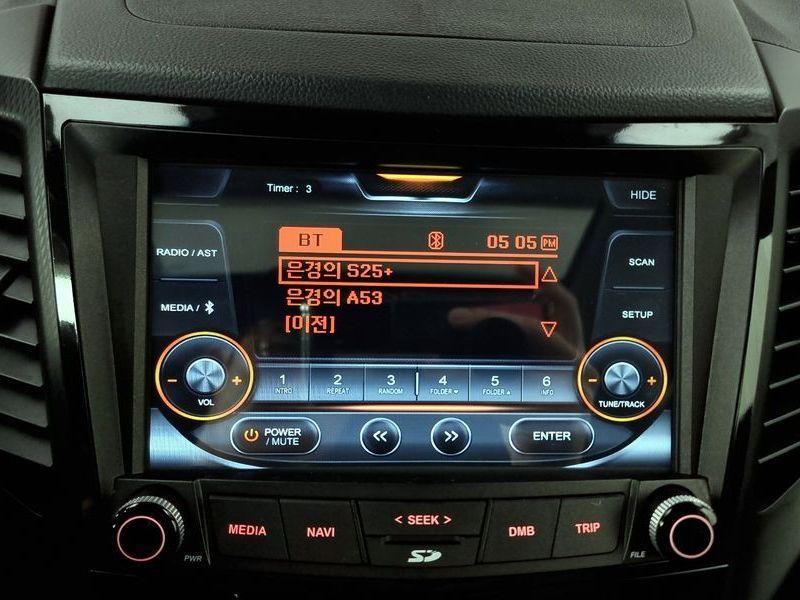 Timer : 3
HIDE
BT 05 05 PM
RADIO / AST
SCAN
은경의 S25+
은경의 A53
[이전]
MEDIA /
SETUP
- VOL +
1 INTRO
2 REPEAT
3 RANDOM
4 FOLDER
5 FOLDER
6 INFO
- TUNE/TRACK +
POWER
/ MUTE
<< >>
ENTER
MEDIA
NAVI
< SEEK >
DMB
TRIP
PWR
SD
FILE